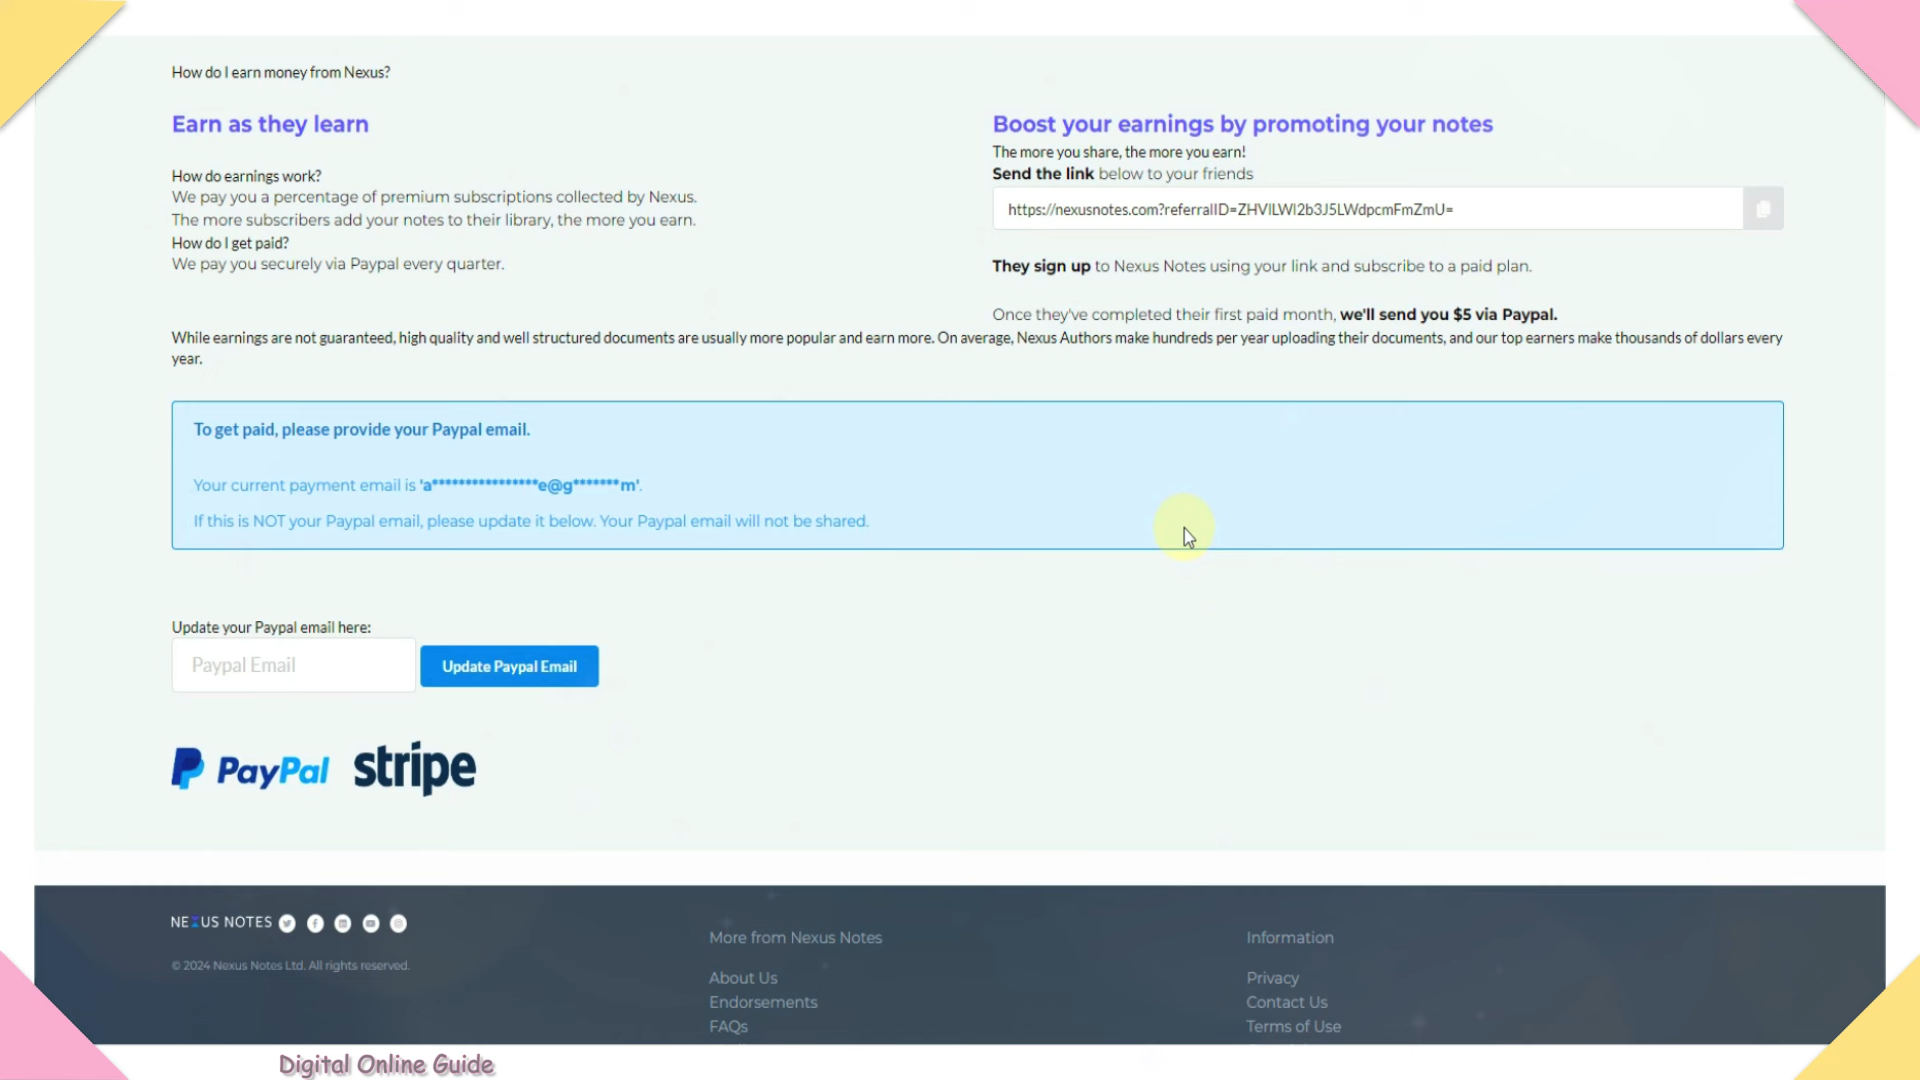 How do I earn money from Nexus?
Earn as they learn
How do earnings work?
We pay you a percentage of premium subscriptions collected by Nexus.
The more subscribers add your notes to their library, the more you earn.
How do I get paid?
We pay you securely via Paypal every quarter.
Boost your earnings by promoting your notes
The more you share, the more you earn!
Send the link below to your friends
https://nexusnotes.com?referralID=ZHVlLWl2b3J5LWdpcmFmZmU=
They sign up to Nexus Notes using your link and subscribe to a paid plan.
Once they've completed their first paid month, we'll send you $5 via Paypal.
While earnings are not guaranteed, high quality and well structured documents are usually more popular and earn more. On average, Nexus Authors make hundreds per year uploading their documents, and our top earners make thousands of dollars every
year.
To get paid, please provide your Paypal email.
Your current payment email is 'a****************e@g*******m'.
If this is NOT your Paypal email, please update it below. Your Paypal email will not be shared.
Update your Paypal email here:
Paypal Email
Update Paypal Email
PayPal stripe
NEXUS NOTES
© 2024 Nexus Notes Ltd. All rights reserved.
More from Nexus Notes
About Us
Endorsements
FAQs
Information
Privacy
Contact Us
Terms of Use
Digital Online Guide